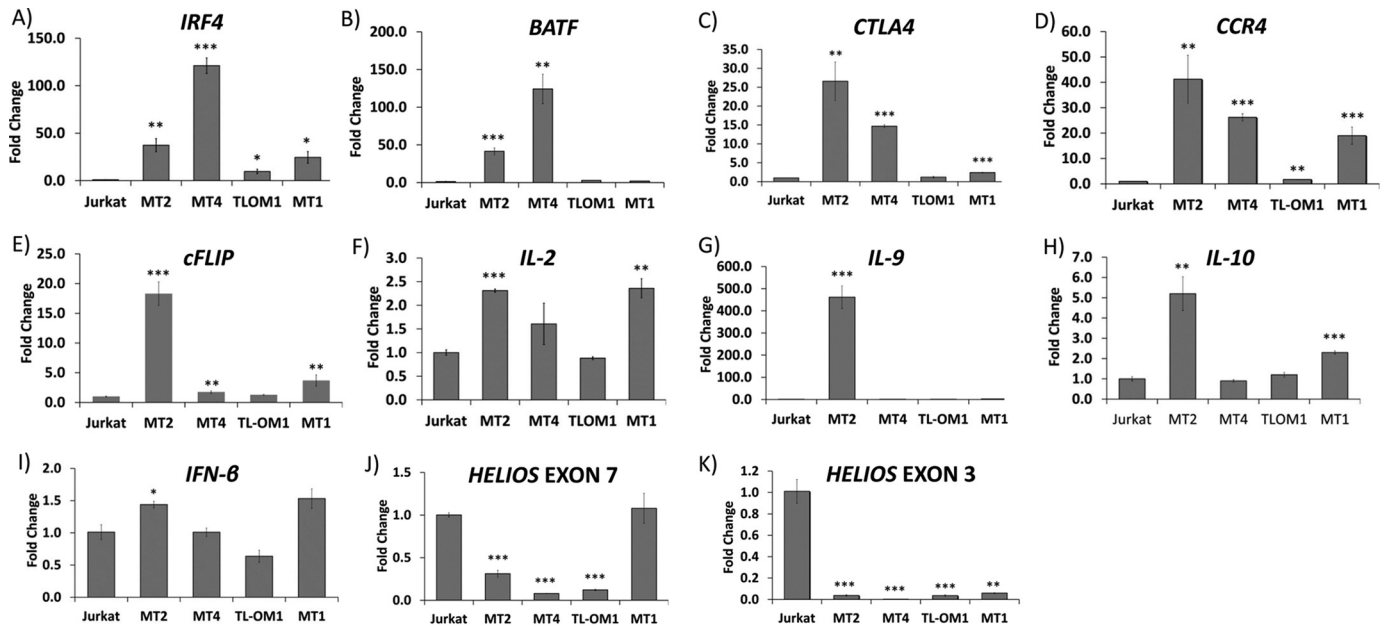 A) IRF4
150.0
***
100.0
50.0
**
*
*
0.0
Fold Change
Jurkat MT2 MT4 TLOM1 MT1
B) BATF
200.0
150.0
**
100.0
50.0
***
0.0
Fold Change
Jurkat MT2 MT4 TLOM1 MT1
C) CTLA4
35.0
**
30.0
25.0
20.0
***
15.0
10.0
5.0
***
0.0
Fold Change
Jurkat MT2 MT4 TLOM1 MT1
D) CCR4
60.0
**
50.0
40.0
***
30.0
***
20.0
10.0
**
0.0
Fold Change
Jurkat MT2 MT4 TL-OM1 MT1
E) cFLIP
25.0
***
20.0
15.0
10.0
5.0
**
**
0.0
Fold Change
Jurkat MT2 MT4 TL-OM1 MT1
F) IL-2
3.0
*** **
2.5
2.0
1.5
1.0
0.5
0.0
Fold Change
Jurkat MT2 MT4 TLOM1 MT1
G) IL-9
600.0
***
500.0
400.0
300.0
200.0
100.0
0.0
Fold Change
Jurkat MT2 MT4 TL-OM1 MT1
H) IL-10
7.0
**
6.0
5.0
4.0
3.0
***
2.0
1.0
0.0
Fold Change
Jurkat MT2 MT4 TLOM1 MT1
I) IFN-β
2.0
*
1.5
1.0
0.5
0.0
Fold Change
Jurkat MT2 MT4 TL-OM1 MT1
J) HELIOS EXON 7
1.5
1.0
0.5
*** *** ***
0.0
Fold Change
Jurkat MT2 MT4 TL-OM1 MT1
K) HELIOS EXON 3
1.2
1.0
0.8
0.6
0.4
0.2
*** *** *** **
0.0
Fold Change
Jurkat MT2 MT4 TL-OM1 MT1